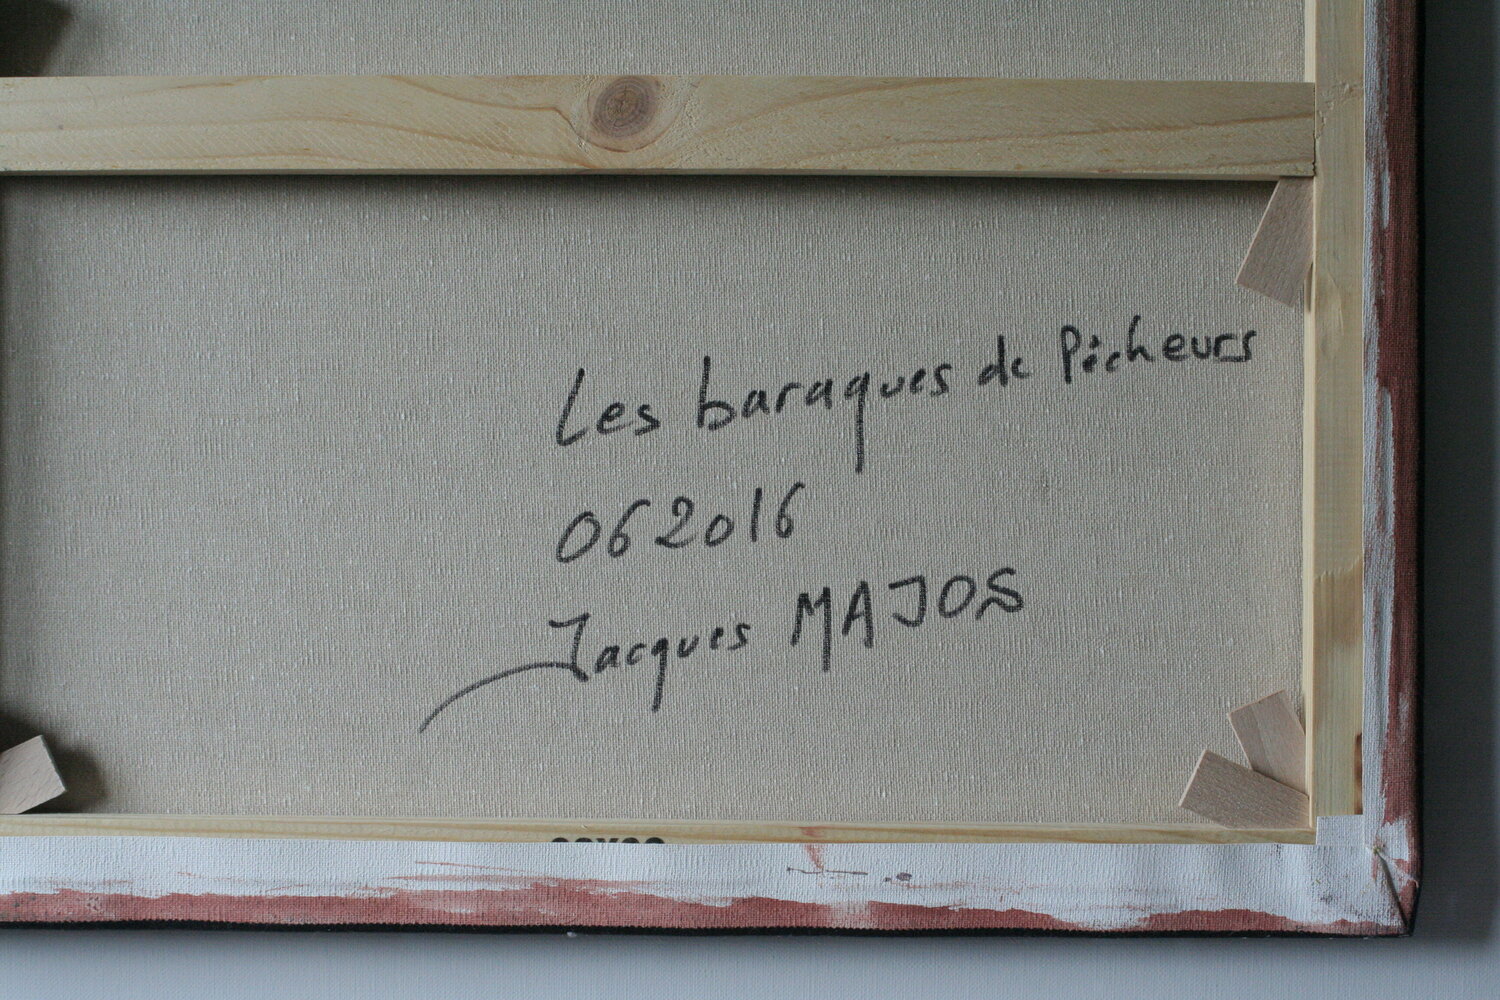 Les baraques de Pêcheurs
06 2016
Jacques MAJOS